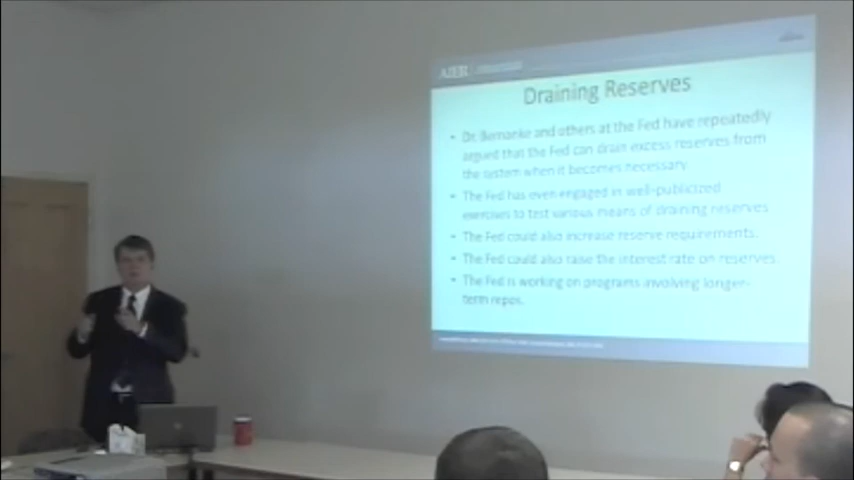 AIER
Draining Reserves
• Dr. Bernanke and others at the Fed have repeatedly
argued that the Fed can drain excess reserves from
the system when it becomes necessary.
• The Fed has even engaged in well-publicized
exercises to test various means of draining reserves.
• The Fed could also increase reserve requirements.
• The Fed could also raise the interest rate on reserves.
• The Fed is working on programs involving longer-
term repos.